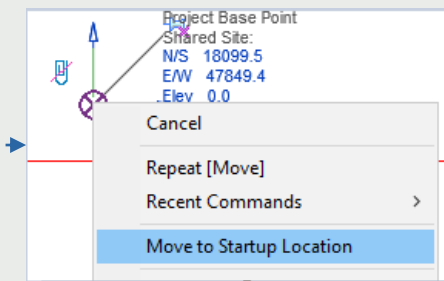 Project Base Point
Shared Site:
N/S 18099.5
E/W 47849.4
Elev 0.0
Cancel
Repeat [Move]
Recent Commands
Move to Startup Location